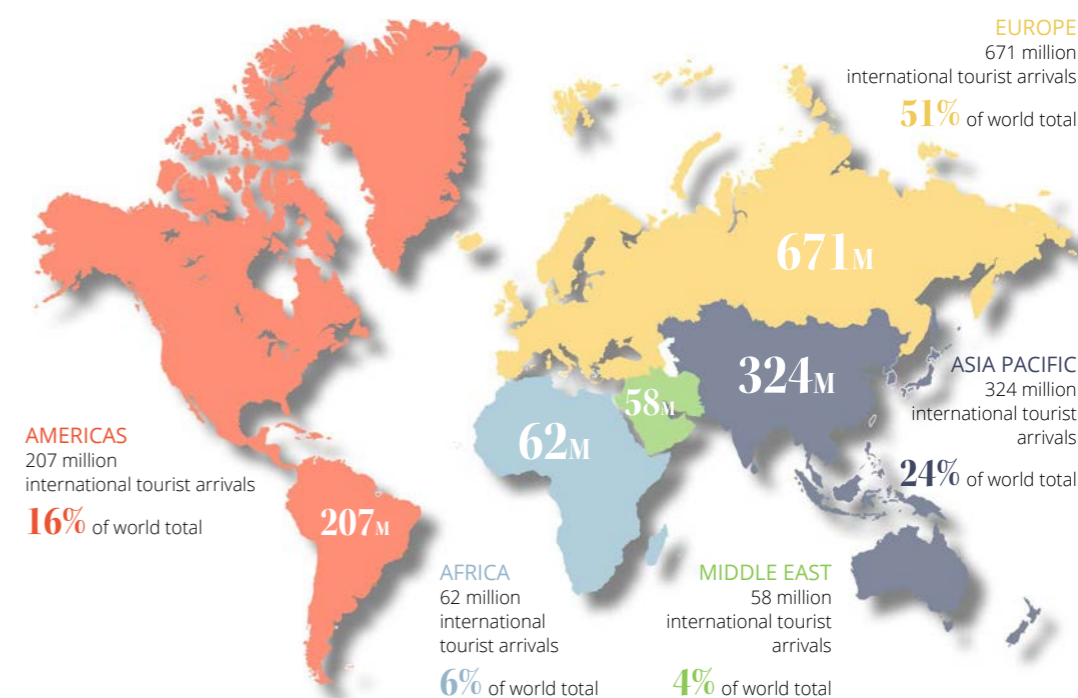 EUROPE
671 million
international tourist arrivals
51% of world total
671M
ASIA PACIFIC
324 million
international tourist
arrivals
24% of world total
324M
58M
62M
AMERICAS
207 million
international tourist arrivals
16% of world total
207M
AFRICA
62 million
international
tourist arrivals
6% of world total
MIDDLE EAST
58 million
international tourist
arrivals
4% of world total